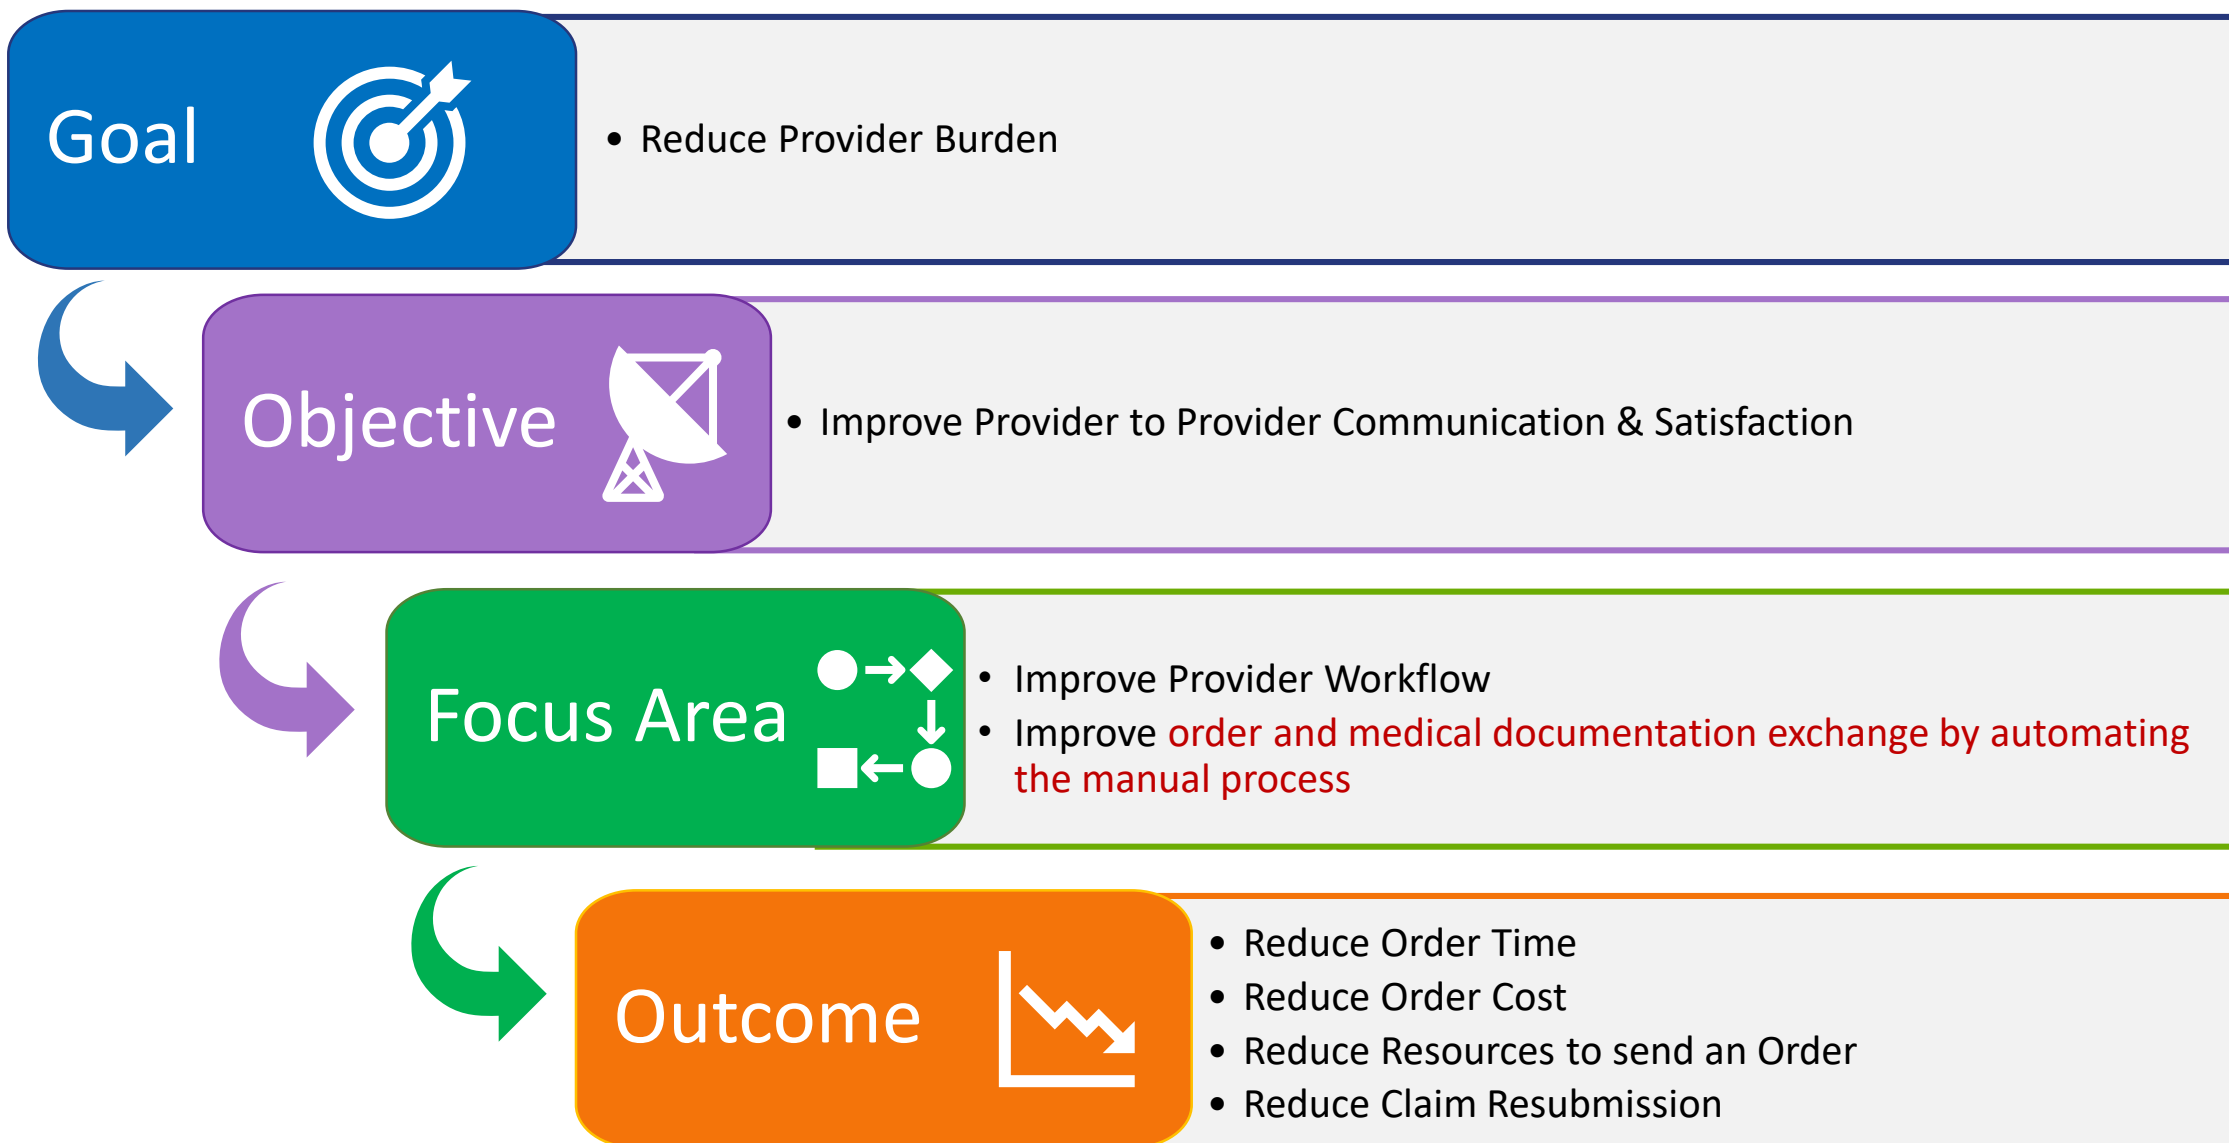 Goal
• Reduce Provider Burden
Objective
• Improve Provider to Provider Communication & Satisfaction
Focus Area
• Improve Provider Workflow
• Improve order and medical documentation exchange by automating
the manual process
Outcome
• Reduce Order Time
• Reduce Order Cost
• Reduce Resources to send an Order
• Reduce Claim Resubmission